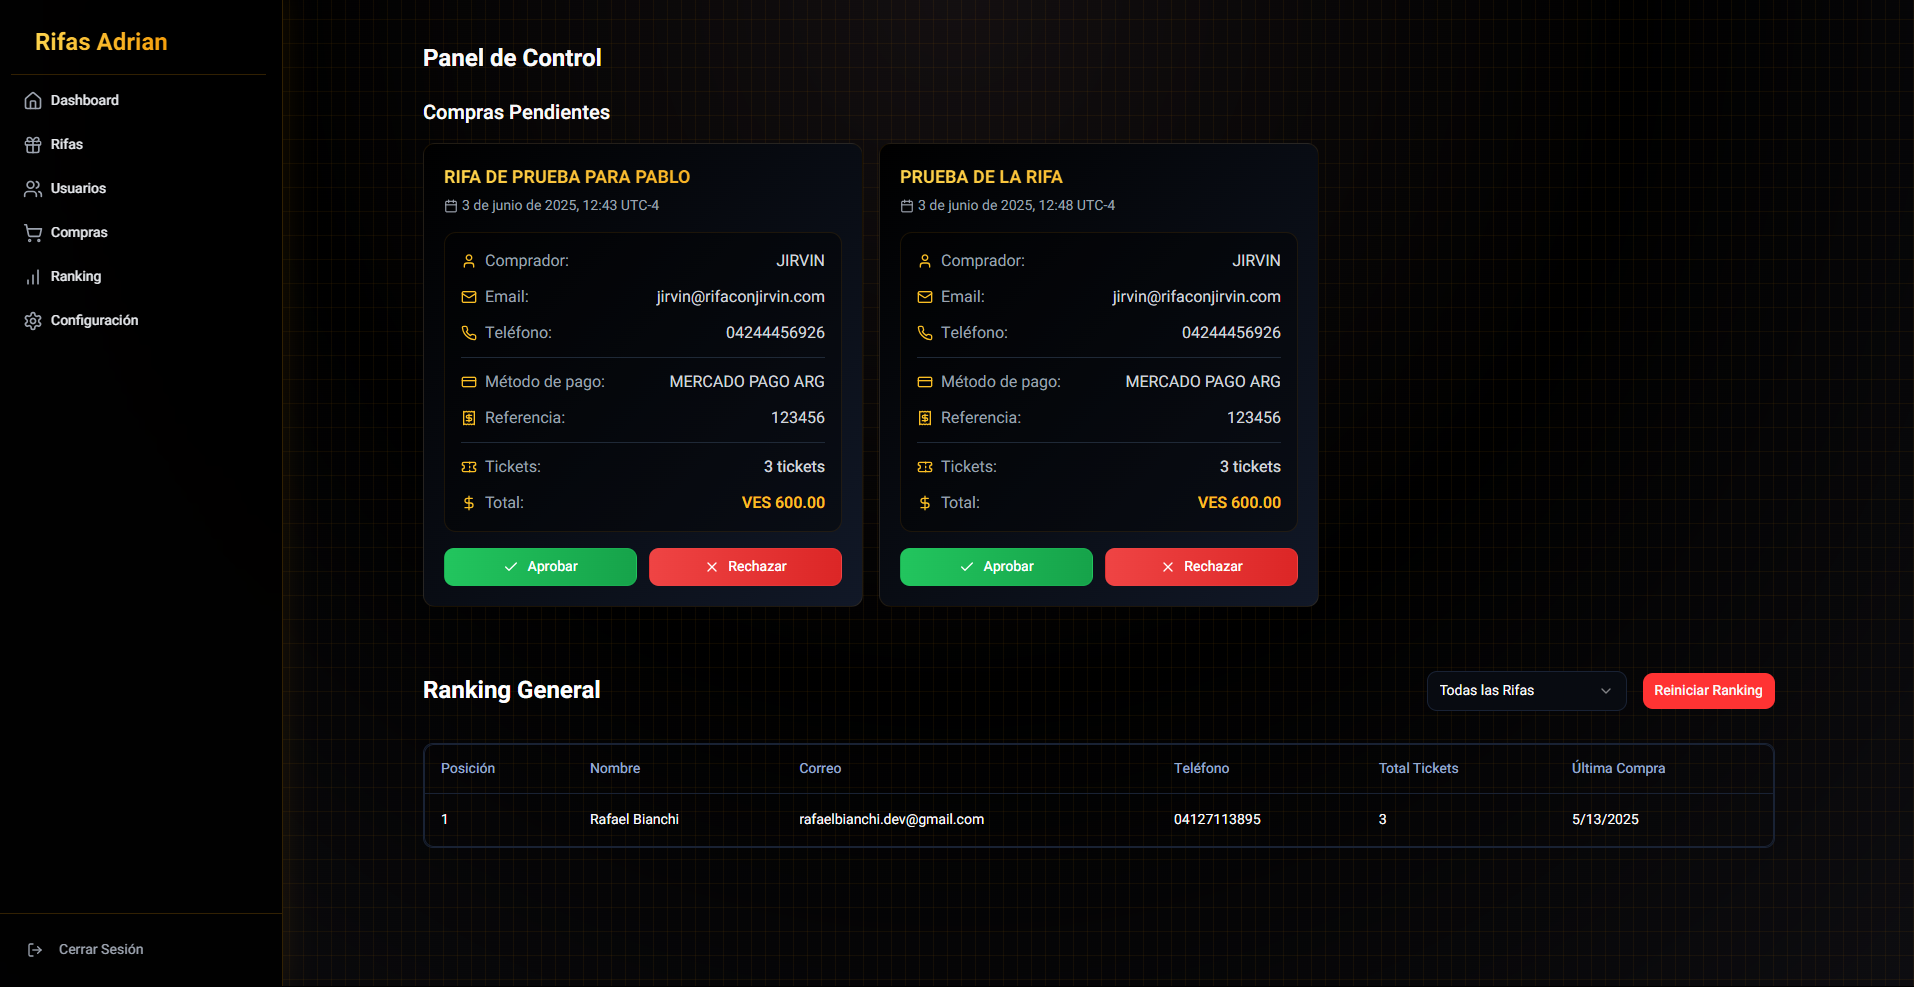 Rifas Adrian
Dashboard
Rifas
Usuarios
Compras
Ranking
Configuración
Cerrar Sesión
Panel de Control
Compras Pendientes
RIFA DE PRUEBA PARA PABLO
3 de junio de 2025, 12:43 UTC-4
Comprador: JIRVIN
Email: jirvin@rifaconjirvin.com
Teléfono: 04244456926
Método de pago: MERCADO PAGO ARG
Referencia: 123456
Tickets: 3 tickets
Total: VES 600.00
Aprobar Rechazar
PRUEBA DE LA RIFA
3 de junio de 2025, 12:48 UTC-4
Comprador: JIRVIN
Email: jirvin@rifaconjirvin.com
Teléfono: 04244456926
Método de pago: MERCADO PAGO ARG
Referencia: 123456
Tickets: 3 tickets
Total: VES 600.00
Aprobar Rechazar
Ranking General Todas las Rifas Reiniciar Ranking
Posición Nombre Correo Teléfono Total Tickets Última Compra
1 Rafael Bianchi rafaelbianchi.dev@gmail.com 04127113895 3 5/13/2025